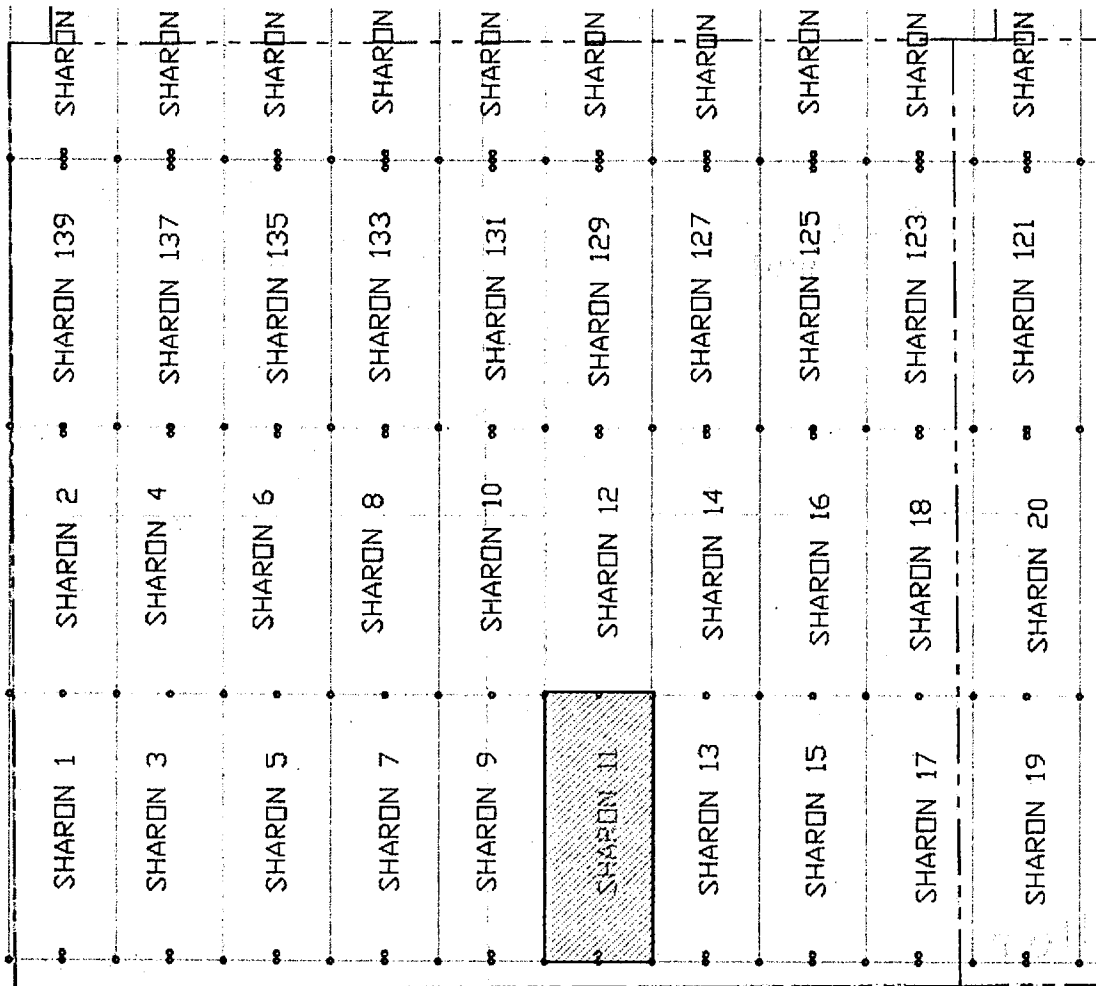 SHARON
SHARON
SHARON
SHARON
SHARON
SHARON
SHARON
SHARON
SHARON
SHARON
SHARON 139
SHARON 137
SHARON 135
SHARON 133
SHARON 131
SHARON 129
SHARON 127
SHARON 125
SHARON 123
SHARON 121
SHARON 2
SHARON 4
SHARON 6
SHARON 8
SHARON 10
SHARON 12
SHARON 14
SHARON 16
SHARON 18
SHARON 20
SHARON 1
SHARON 3
SHARON 5
SHARON 7
SHARON 9
SHARON 11
SHARON 13
SHARON 15
SHARON 17
SHARON 19